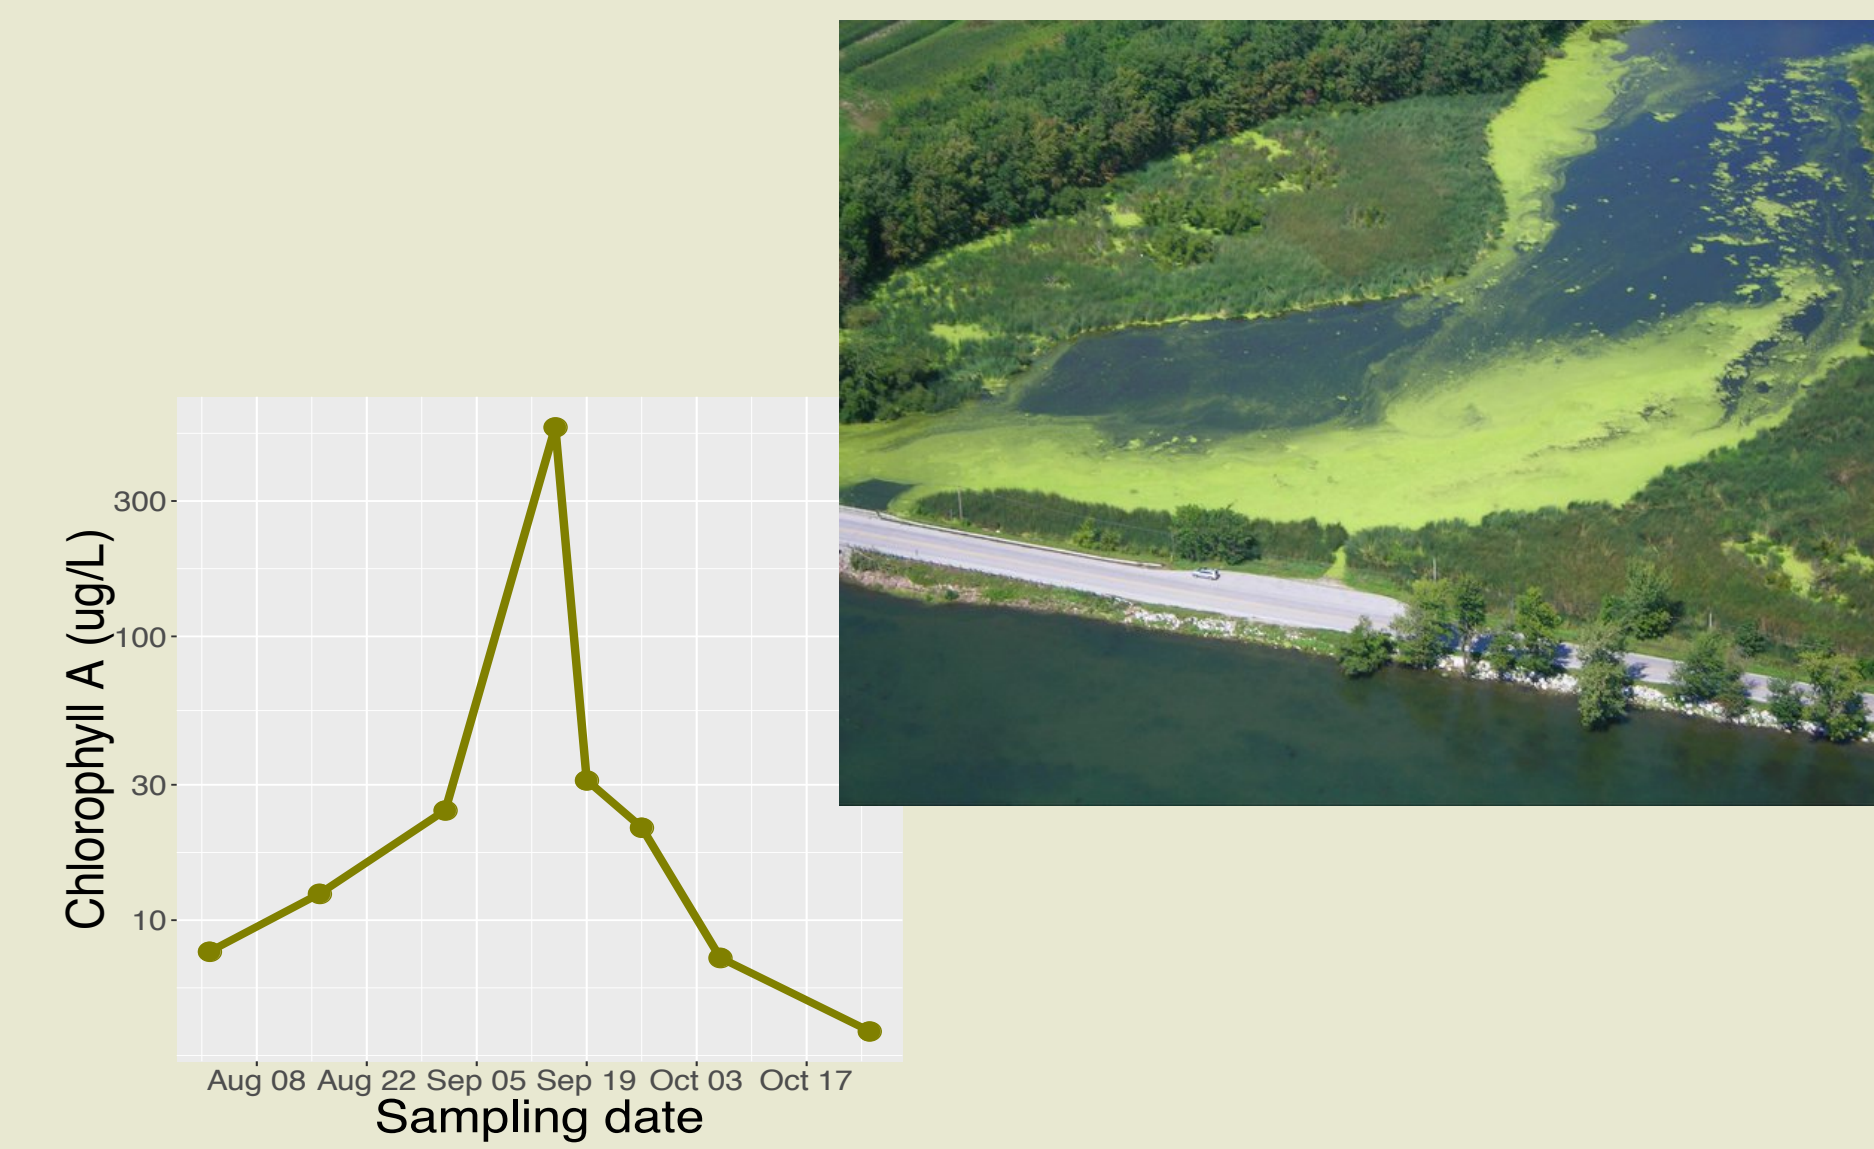 Chlorophyll A (ug/L)
300
100
30
10
Aug 08 Aug 22 Sep 05 Sep 19 Oct 03 Oct 17
Sampling date